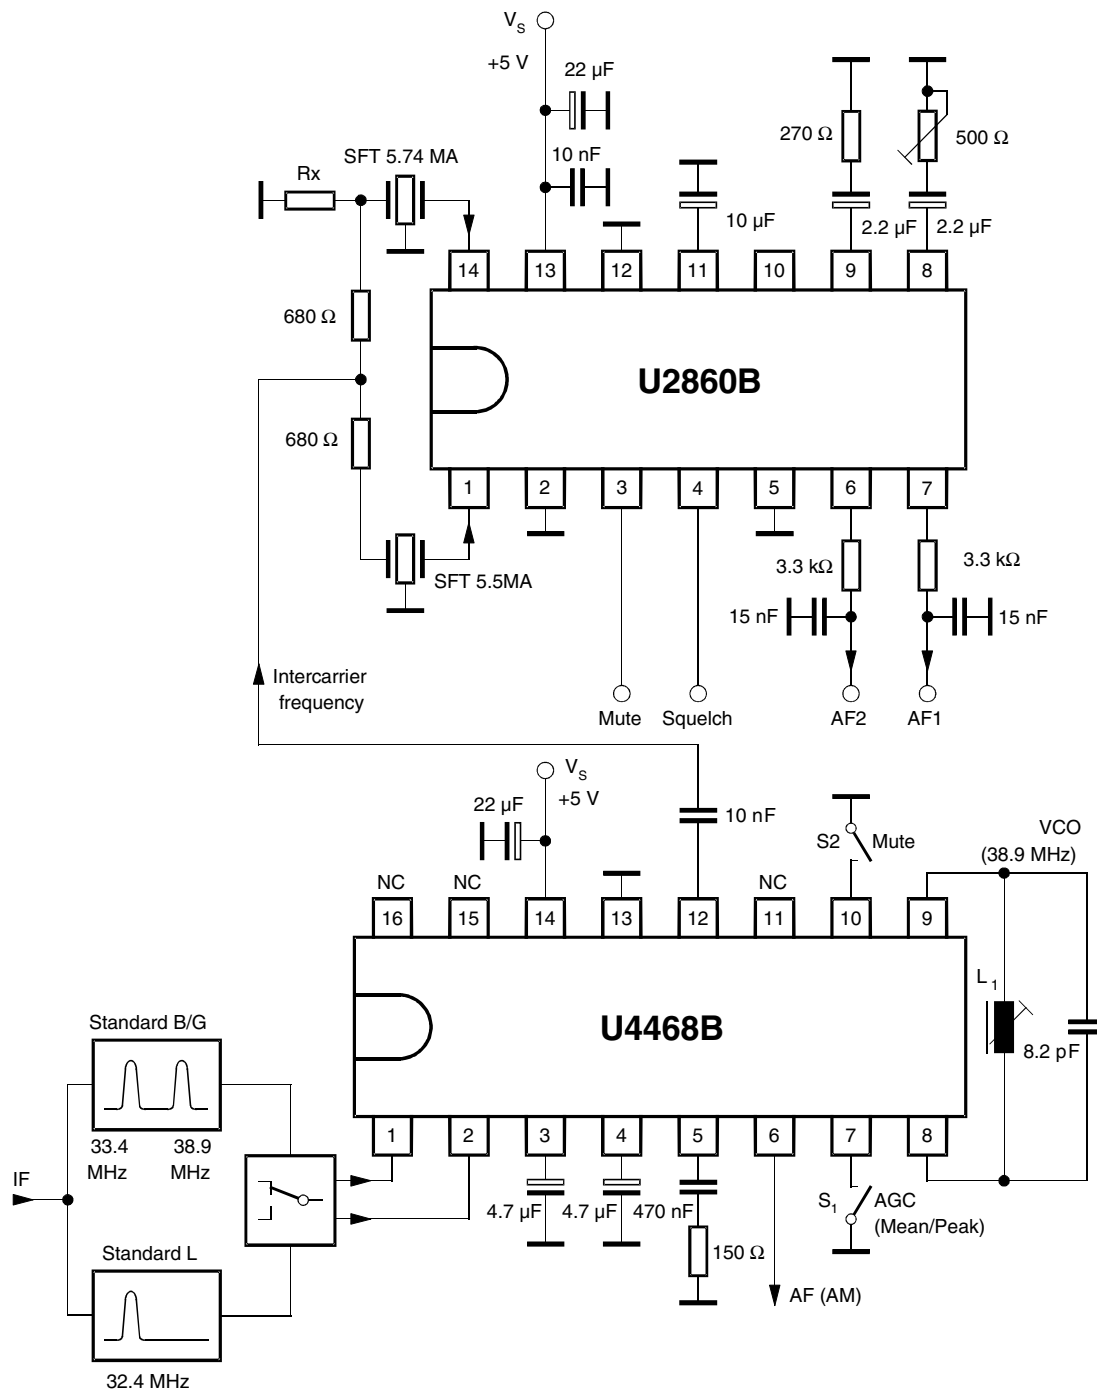 V S
+5 V
22 µF
10 nF
SFT 5.74 MA
Rx
270 Ω
500 Ω
10 µF
2.2 µF
2.2 µF
14
13
12
11
10
9
8
680 Ω
U2860B
680 Ω
1
2
3
4
5
6
7
SFT 5.5MA
3.3 kΩ
3.3 kΩ
15 nF
15 nF
Intercarrier
frequency
Mute
Squelch
AF2
AF1
V S
+5 V
22 µF
10 nF
S2
Mute
VCO
(38.9 MHz)
NC
NC
NC
16
15
14
13
12
11
10
9
L 1
8.2 pF
U4468B
Standard B/G
33.4
MHz
38.9
MHz
1
2
3
4
5
6
7
8
IF
4.7 µF
4.7 µF
470 nF
S1
AGC
(Mean/Peak)
150 Ω
Standard L
AF (AM)
32.4 MHz